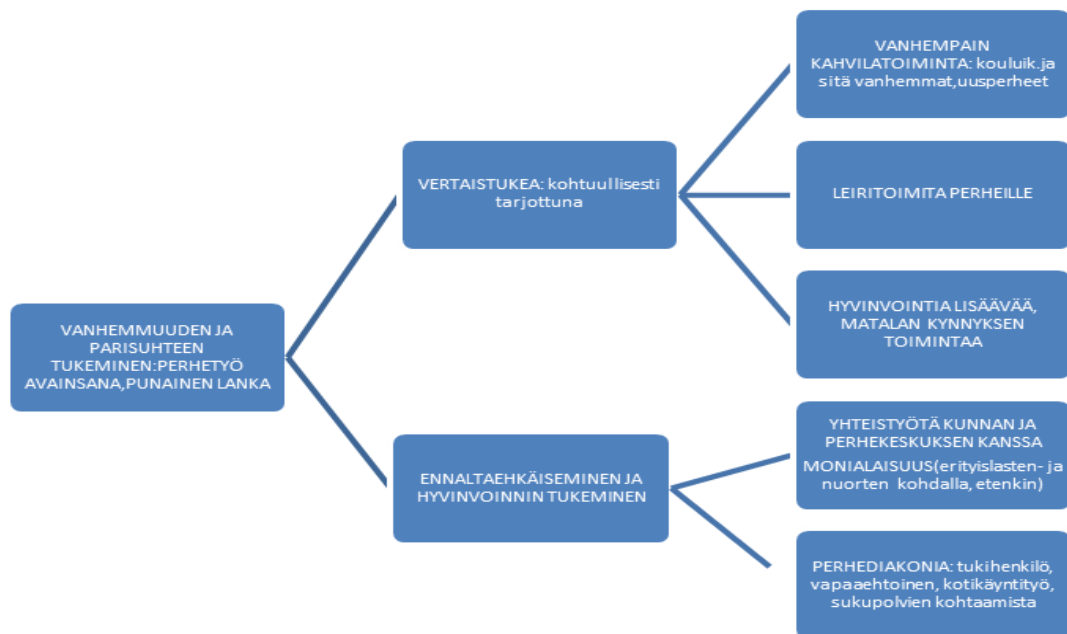 VANHEMMUUDEN JA
PARISUHTEEN
TUKEMINEN:PERHETYÖ
AVAINSANA,PUNAINEN LANKA
VERTAISTUKEA: kohtuullisesti
tarjottuna
VANHEMPAIN
KAHVILATOIMINTA: kouluik.ja
sitä vanhemmat,uusperheet
LEIRITOIMITA PERHEILLE
HYVINVOINTIA LISÄÄVÄÄ,
MATALAN KYNNYKSEN
TOIMINTAA
ENNALTAEHKÄISEMINEN JA
HYVINVOINNIN TUKEMINEN
YHTEISTYÖTÄ KUNNAN JA
PERHEKESKUKSEN KANSSA
MONIALAISUUS(erityislasten- ja
nuorten kohdalla, etenkin)
PERHEDIAKONIA: tukihenkilö,
vapaaehtoinen, kotikäyntityö,
sukupolvien kohtaamista